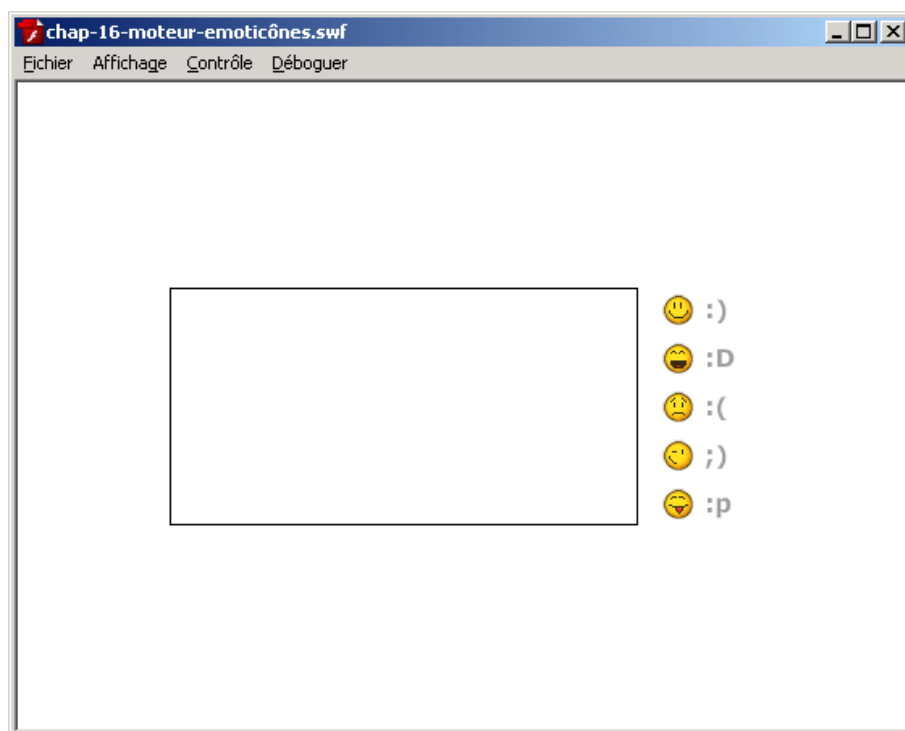 chap-16-moteur-emoticônes.swf
Fichier Affichage Contrôle Déboguer
:)
:D
:(
;)
:p